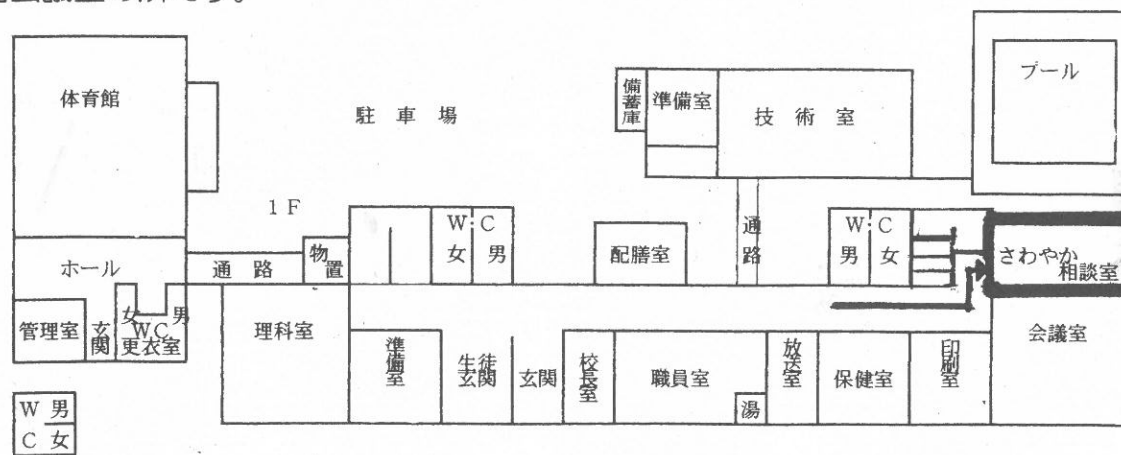 体育館
駐車場
備蓄庫
準備室
技術室
プール
1F
W・C
女 男
配膳室
通路
W・C
男 女
さわやか
相談室
ホール
通路
物置
管理室
玄関
女 男
WC
更衣室
理科室
準備室
生徒
玄関
玄関
校長室
職員室
湯
放送室
保健室
印刷室
会議室
W 男
C 女